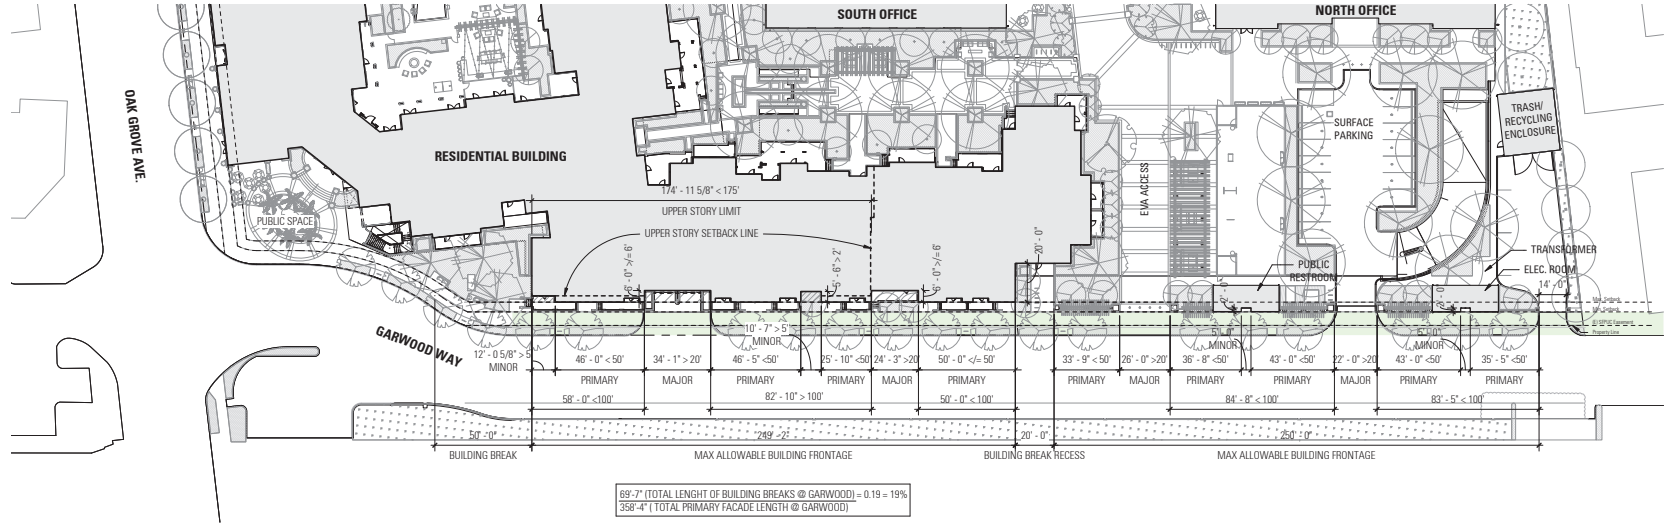 SOUTH OFFICE
NORTH OFFICE
OAK GROVE AVE.
TRASH/
RECYCLING
ENCLOSURE
SURFACE
PARKING
RESIDENTIAL BUILDING
EVA ACCESS
174' - 11 5/8" < 175'
UPPER STORY LIMIT
PUBLIC SPACE
UPPER STORY SETBACK LINE
6' - 0" >/= 6'
5' - 6" > 2'
6' - 0" >/= 6'
20' - 0"
TRANSFORMER
PUBLIC
RESTROOM
ELEC. ROOM
14' - 0"
Property Line
GARWOOD WAY
10' - 7" > 5'
MINOR
5' - 0"
MINOR
5' - 0"
MINOR
12' - 0 5/8" > 5
MINOR
46' - 0" < 50'
34' - 1" > 20'
46' - 5" <50'
25' - 10" <50'
24' - 3" >20'
50' - 0" </= 50'
33' - 9" < 50'
26' - 0" >20'
36' - 8" <50'
43' - 0" <50'
22' - 0" >20'
43' - 0" <50'
35' - 5" <50'
PRIMARY
MAJOR
PRIMARY
PRIMARY
MAJOR
PRIMARY
PRIMARY
MAJOR
PRIMARY
PRIMARY
MAJOR
PRIMARY
PRIMARY
58' - 0" <100'
82' - 10" > 100'
50' - 0" <100'
84' - 8" <100'
83' - 5" < 100'
50' - 0"
249' - 2"
20' - 0"
250' - 0"
BUILDING BREAK
MAX ALLOWABLE BUILDING FRONTAGE
BUILDING BREAK RECESS
MAX ALLOWABLE BUILDING FRONTAGE
69'-7" (TOTAL LENGHT OF BUILDING BREAKS @ GARWOOD) = 0.19 = 19%
358'-4" ( TOTAL PRIMARY FACADE LENGTH @ GARWOOD)